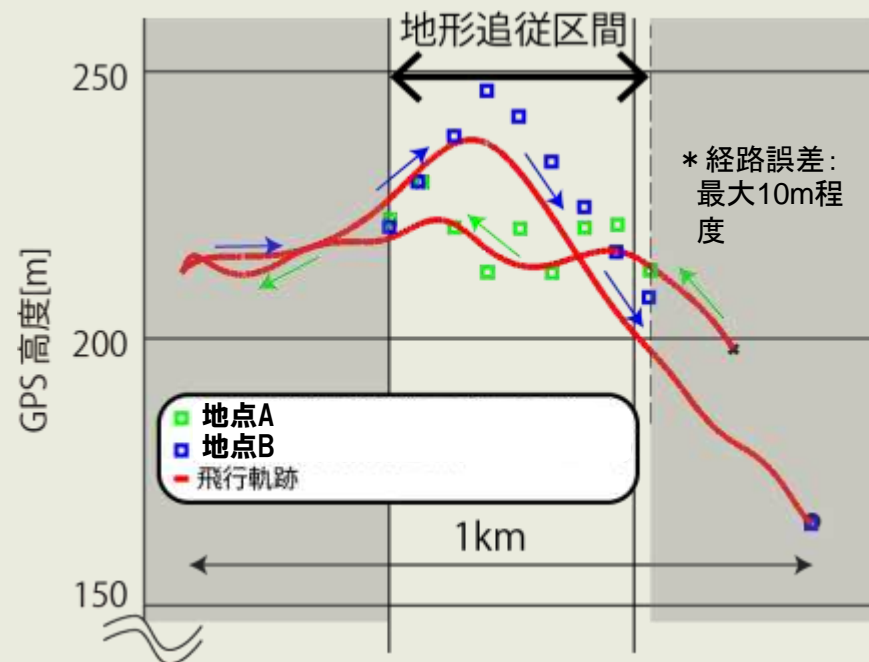 地形追従区間
250
＊経路誤差：
最大10m程
度
GPS 高度[m]
200
地点A
地点B
飛行軌跡
1km
150